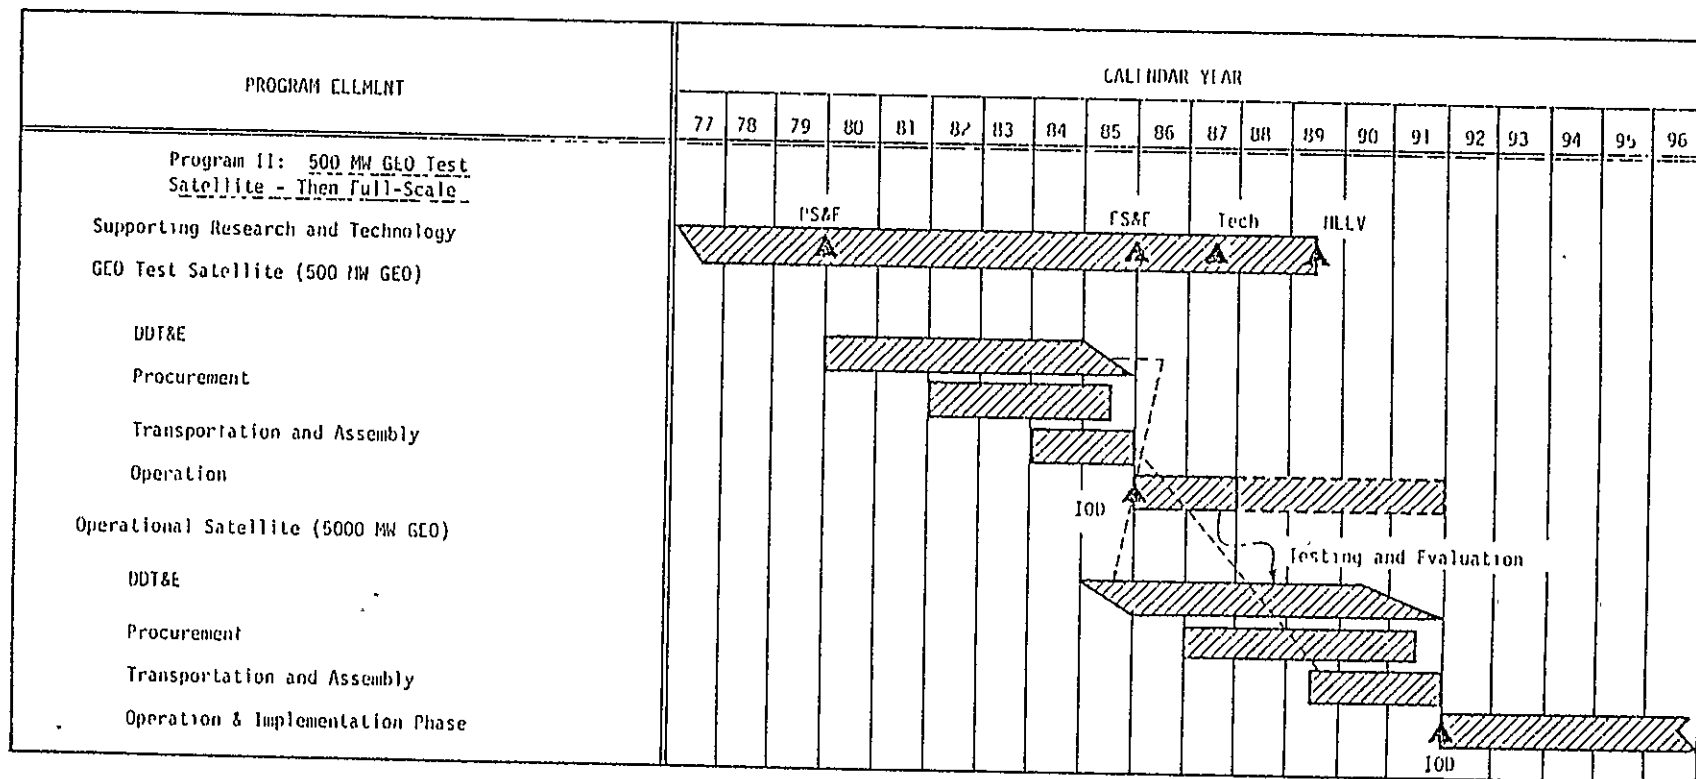 PROGRAM ELEMENT
CALENDAR YEAR
77 78 79 80 81 82 83 84 85 86 87 88 89 90 91 92 93 94 95 96
Program II: 500 MW GEO Test
Satellite - Then Full-Scale
PS&E FS&E Tech HLLV
Supporting Research and Technology
GEO Test Satellite (500 MW GEO)
DDT&E
Procurement
Transportation and Assembly
Operation
IOD
Operational Satellite (5000 MW GEO)
Testing and Evaluation
DDT&E
Procurement
Transportation and Assembly
Operation & Implementation Phase
IOD